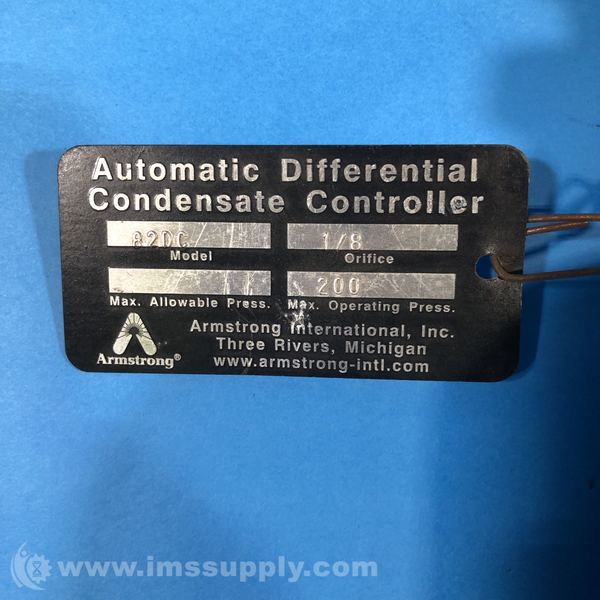 Automatic Differential
Condensate Controller
82DC 1/8
Model Orifice
200
Max. Allowable Press. Max. Operating Press.
Armstrong International, Inc.
Three Rivers, Michigan
www.armstrong-intl.com
Armstrong®
www.imssupply.com